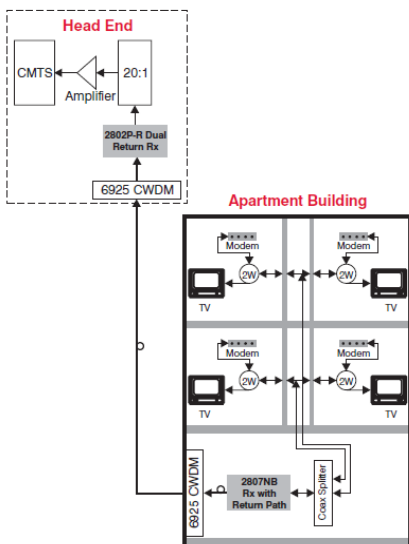 Head End
CMTS
Amplifier
20:1
2802P-R Dual
Return Rx
6925 CWDM
Apartment Building
Modem
2W
TV
Modem
2W
TV
Modem
2W
TV
Modem
2W
TV
6925 CWDM
2807NB
Rx with
Return Path
Coax Splitter